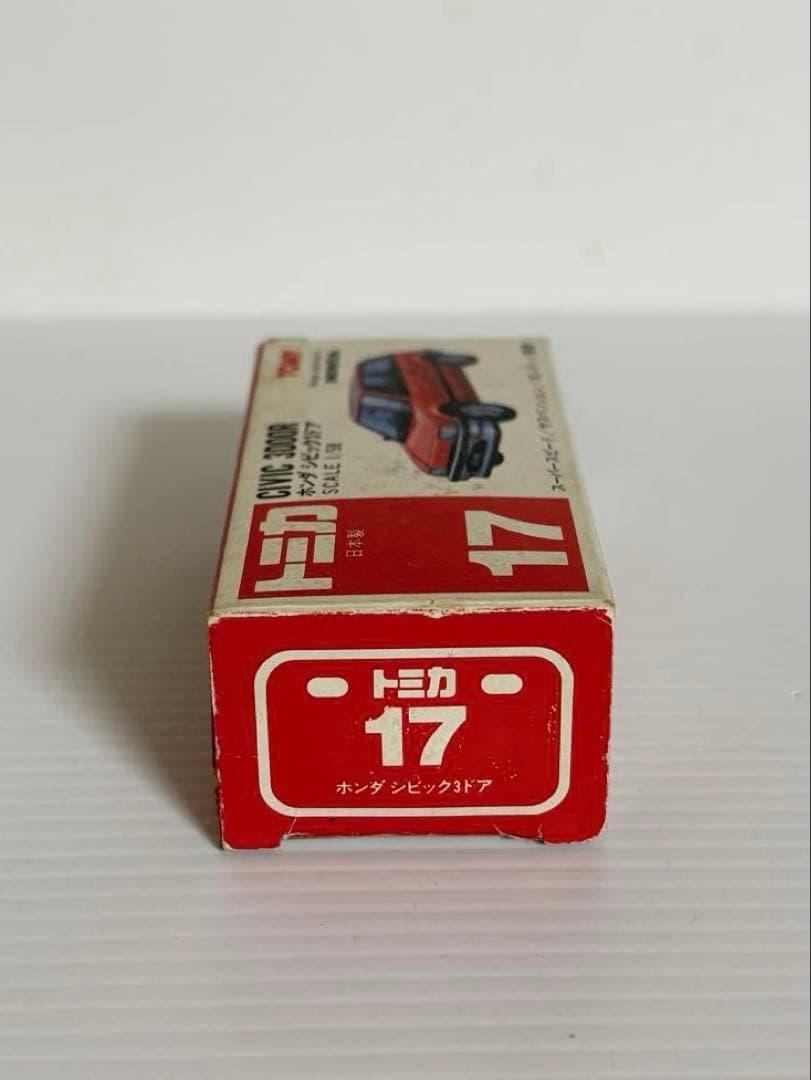 TOMY
CIVIC 3DOOR
ホンダ シビック3ドア
SCALE 1/58
トミカ
日本製
17
トミカ
17
ホンダ シビック3ドア